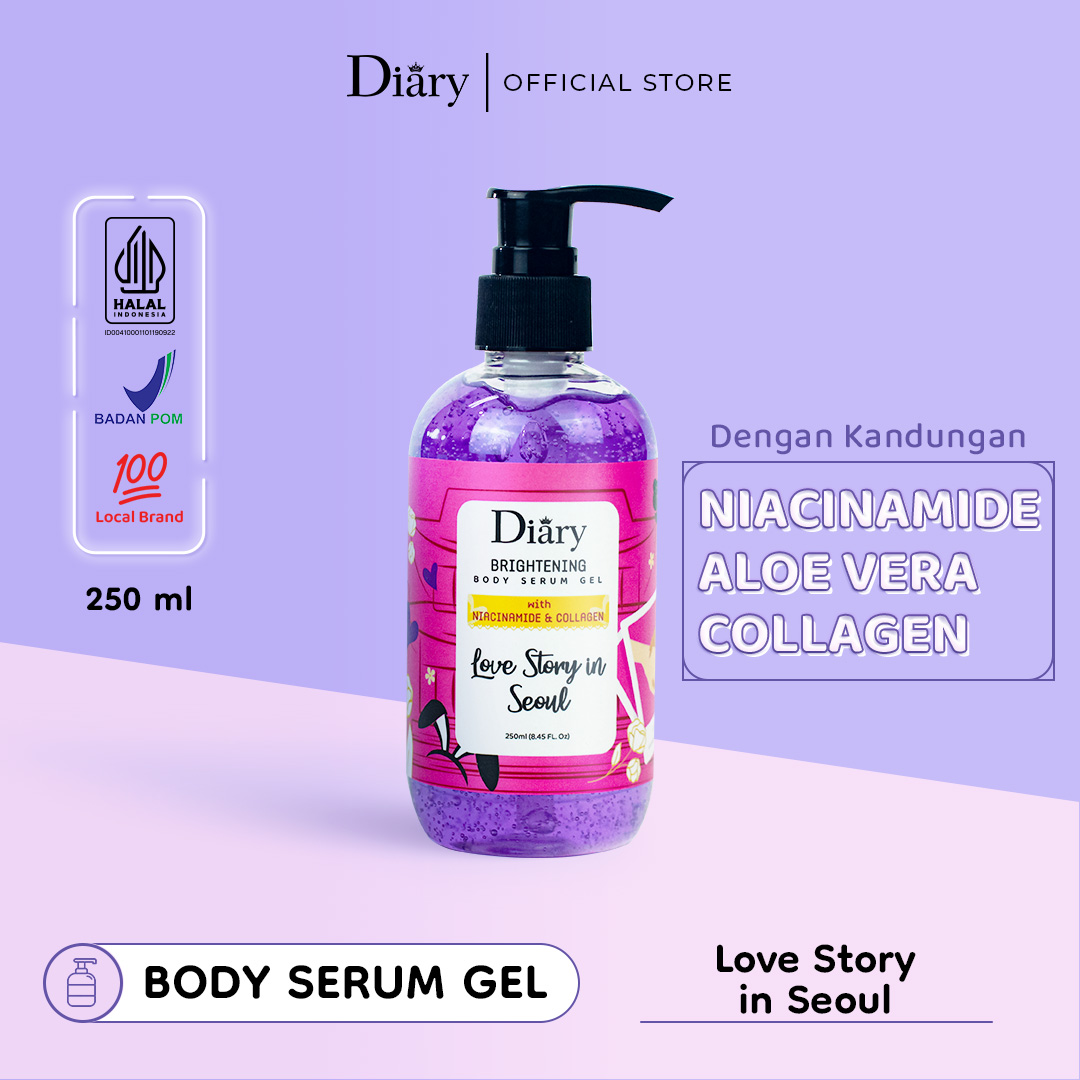 Diary | OFFICIAL STORE
HALAL
INDONESIA
ID00410001101190922
BADAN POM
100
Local Brand
250 ml
Dengan Kandungan
NIACINAMIDE
ALOE VERA
COLLAGEN
Diary
BRIGHTENING
BODY SERUM GEL
with
NIACINAMIDE & COLLAGEN
Love Story in
Seoul
250ml (8.45 FL. Oz)
BODY SERUM GEL
Love Story
in Seoul